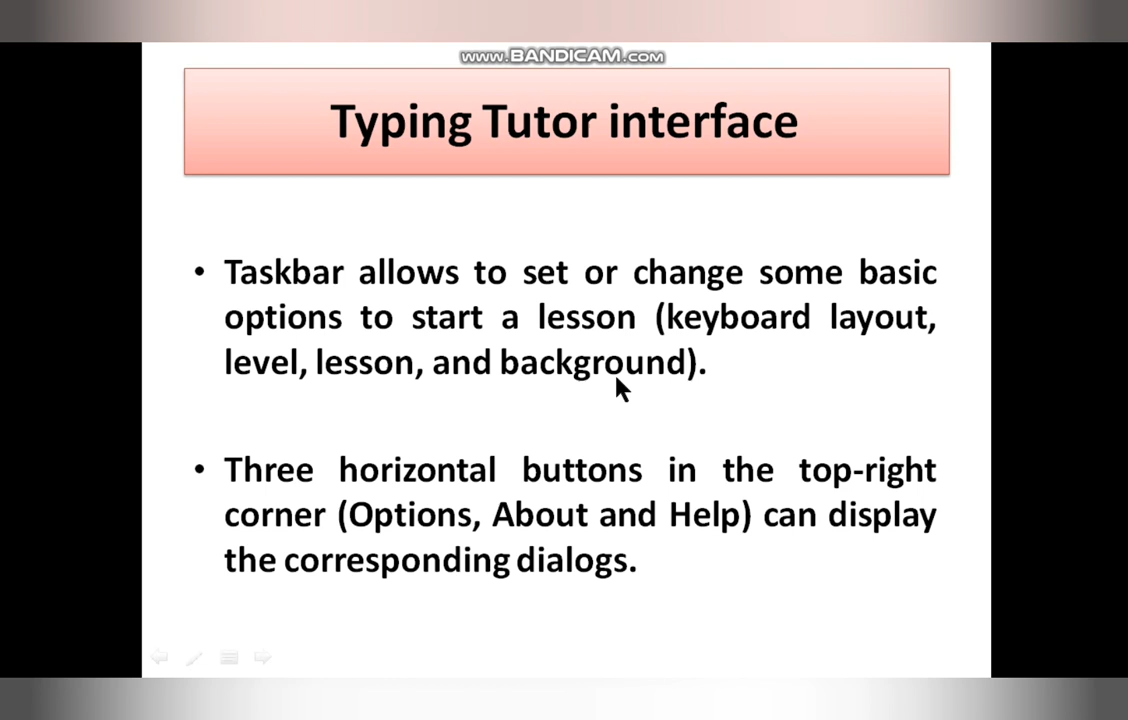 www.BANDICAM.com
Typing Tutor interface
• Taskbar allows to set or change some basic
options to start a lesson (keyboard layout,
level, lesson, and background).
• Three horizontal buttons in the top-right
corner (Options, About and Help) can display
the corresponding dialogs.